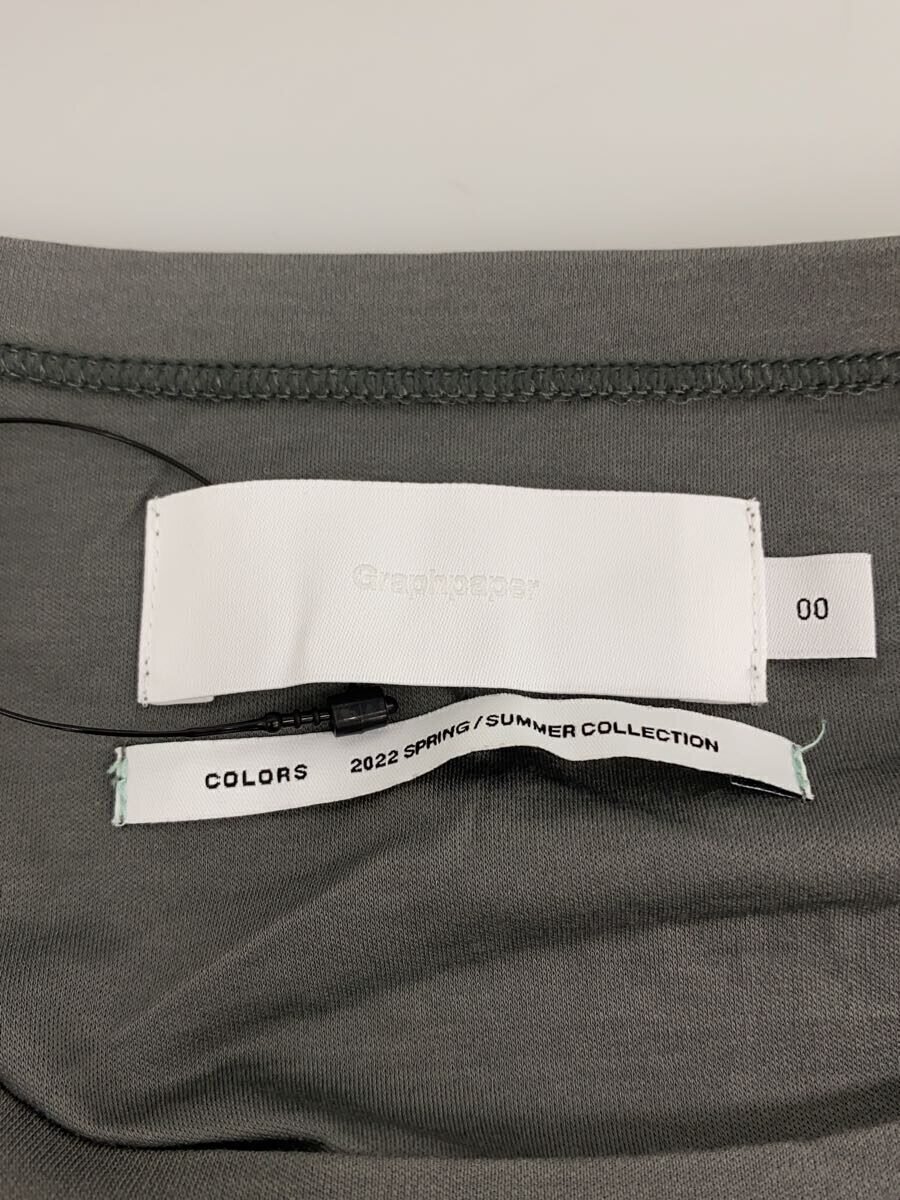 Graphpaper
00
COLORS 2022 SPRING/SUMMER COLLECTION